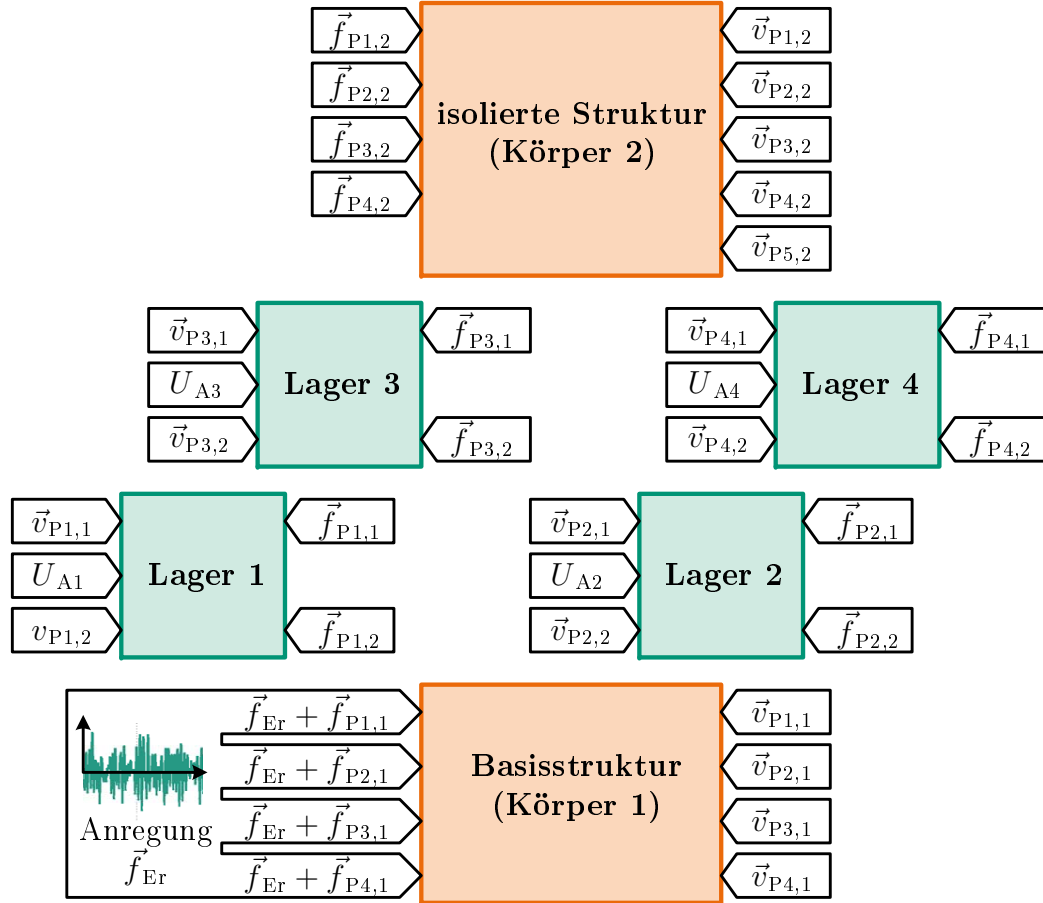 f⃗P1,2
v⃗P1,2
f⃗P2,2
v⃗P2,2
isolierte Struktur
(Körper 2)
f⃗P3,2
v⃗P3,2
f⃗P4,2
v⃗P4,2
v⃗P5,2
v⃗P3,1
f⃗P3,1
v⃗P4,1
f⃗P4,1
UA3
Lager 3
UA4
Lager 4
v⃗P3,2
f⃗P3,2
v⃗P4,2
f⃗P4,2
v⃗P1,1
f⃗P1,1
v⃗P2,1
f⃗P2,1
UA1
Lager 1
UA2
Lager 2
vP1,2
f⃗P1,2
v⃗P2,2
f⃗P2,2
f⃗Er + f⃗P1,1
v⃗P1,1
f⃗Er + f⃗P2,1
v⃗P2,1
Basisstruktur
(Körper 1)
f⃗Er + f⃗P3,1
v⃗P3,1
Anregung
f⃗Er
f⃗Er + f⃗P4,1
v⃗P4,1